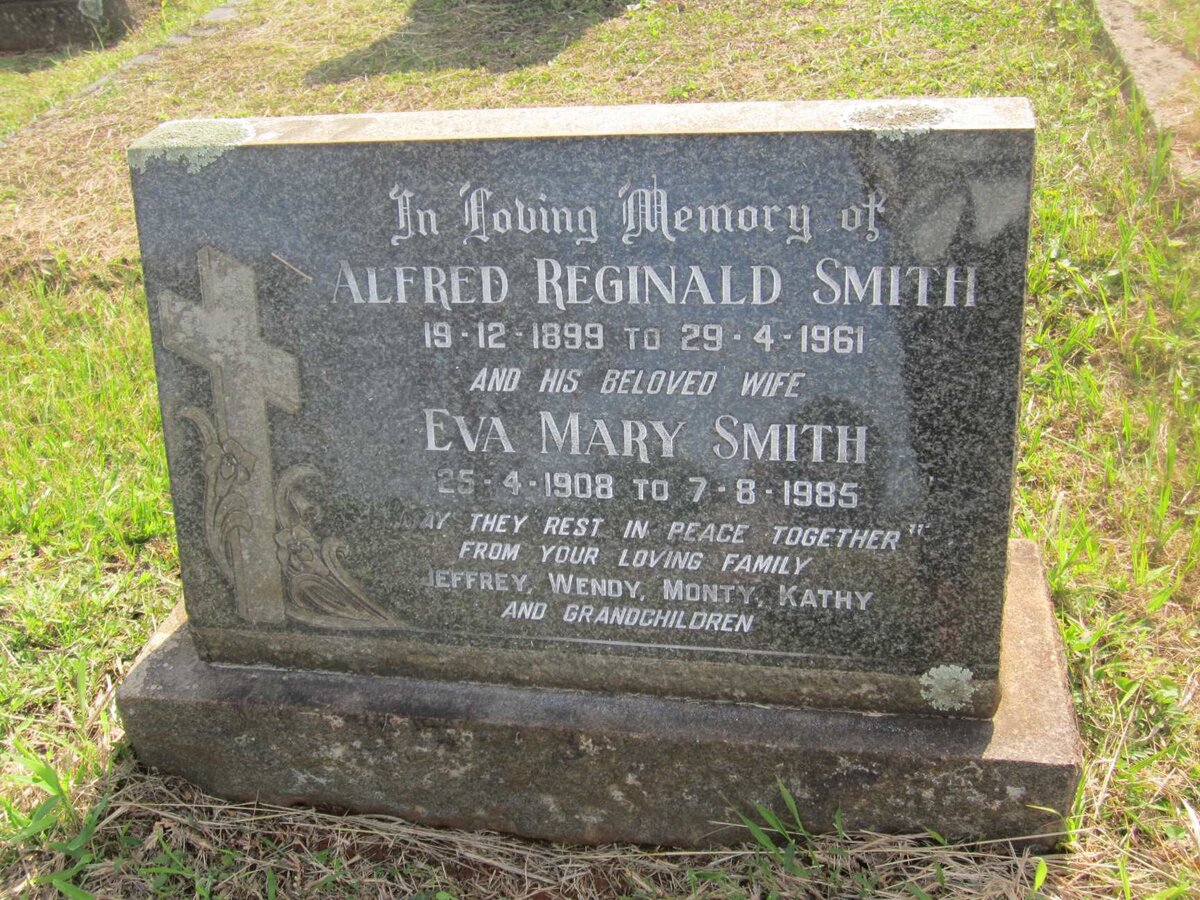 In Loving Memory of
ALFRED REGINALD SMITH
19-12-1899 TO 29-4-1961
AND HIS BELOVED WIFE
EVA MARY SMITH
25-4-1908 TO 7-8-1985
MAY THEY REST IN PEACE TOGETHER"
FROM YOUR LOVING FAMILY
JEFFREY, WENDY, MONTY, KATHY
AND GRANDCHILDREN